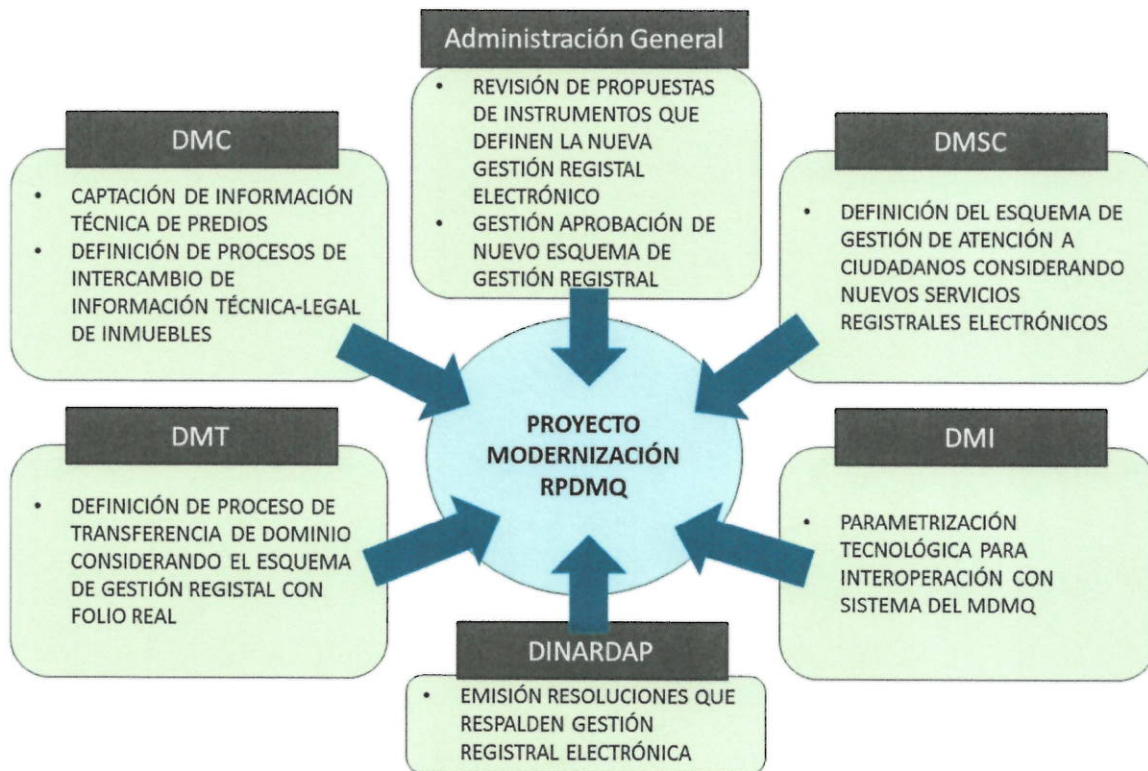 Administración General
• REVISIÓN DE PROPUESTAS
DE INSTRUMENTOS QUE
DEFINEN LA NUEVA
GESTIÓN REGISTAL
ELECTRÓNICO
• GESTIÓN APROBACIÓN DE
NUEVO ESQUEMA DE
GESTIÓN REGISTRAL
DMC
• CAPTACIÓN DE INFORMACIÓN
TÉCNICA DE PREDIOS
• DEFINICIÓN DE PROCESOS DE
INTERCAMBIO DE
INFORMACIÓN TÉCNICA-LEGAL
DE INMUEBLES
DMSC
• DEFINICIÓN DEL ESQUEMA DE
GESTIÓN DE ATENCIÓN A
CIUDADANOS CONSIDERANDO
NUEVOS SERVICIOS
REGISTRALES ELECTRÓNICOS
PROYECTO
MODERNIZACIÓN
RPDMQ
DMT
• DEFINICIÓN DE PROCESO DE
TRANSFERENCIA DE DOMINIO
CONSIDERANDO EL ESQUEMA
DE GESTIÓN REGISTAL CON
FOLIO REAL
DMI
• PARAMETRIZACIÓN
TECNOLÓGICA PARA
INTEROPERACIÓN CON
SISTEMA DEL MDMQ
DINARDAP
• EMISIÓN RESOLUCIONES QUE
RESPALDEN GESTIÓN
REGISTRAL ELECTRÓNICA